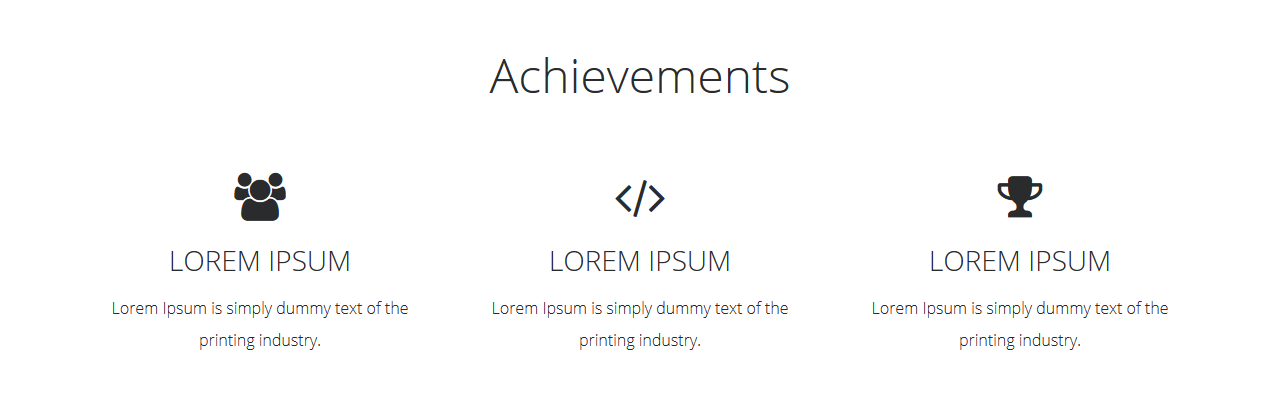 Achievements
LOREM IPSUM
Lorem Ipsum is simply dummy text of the
printing industry.
LOREM IPSUM
Lorem Ipsum is simply dummy text of the
printing industry.
LOREM IPSUM
Lorem Ipsum is simply dummy text of the
printing industry.